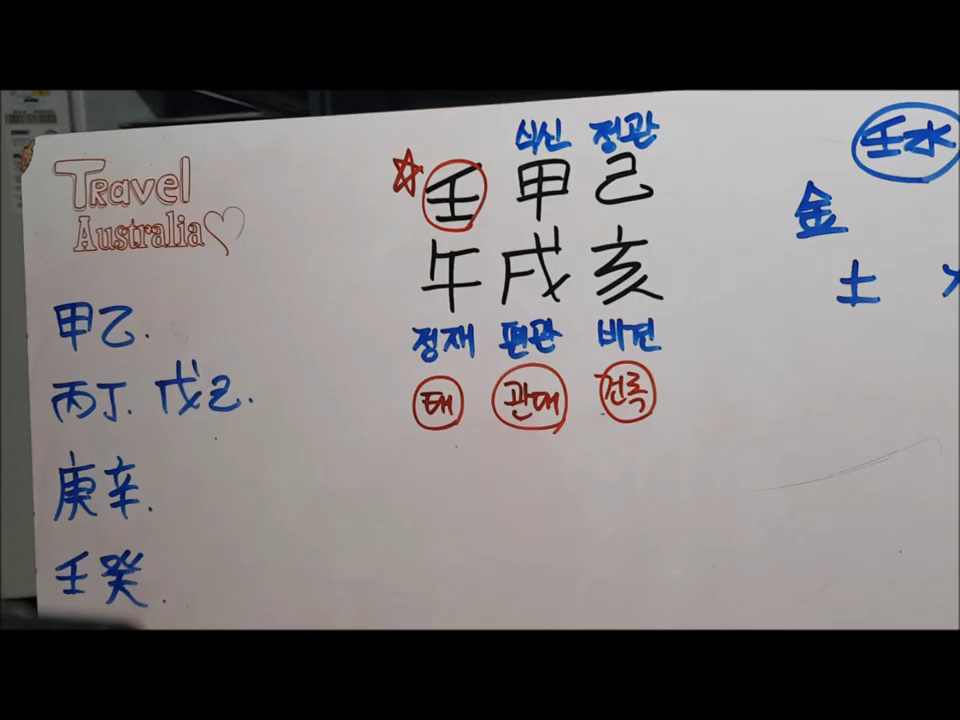 Travel
Australia
식신 정관
壬 甲 己
午 戌 亥
정재 편관 비견
태 관대 건록
甲乙.
丙丁. 戊己.
庚辛.
壬癸.
壬水
金
土